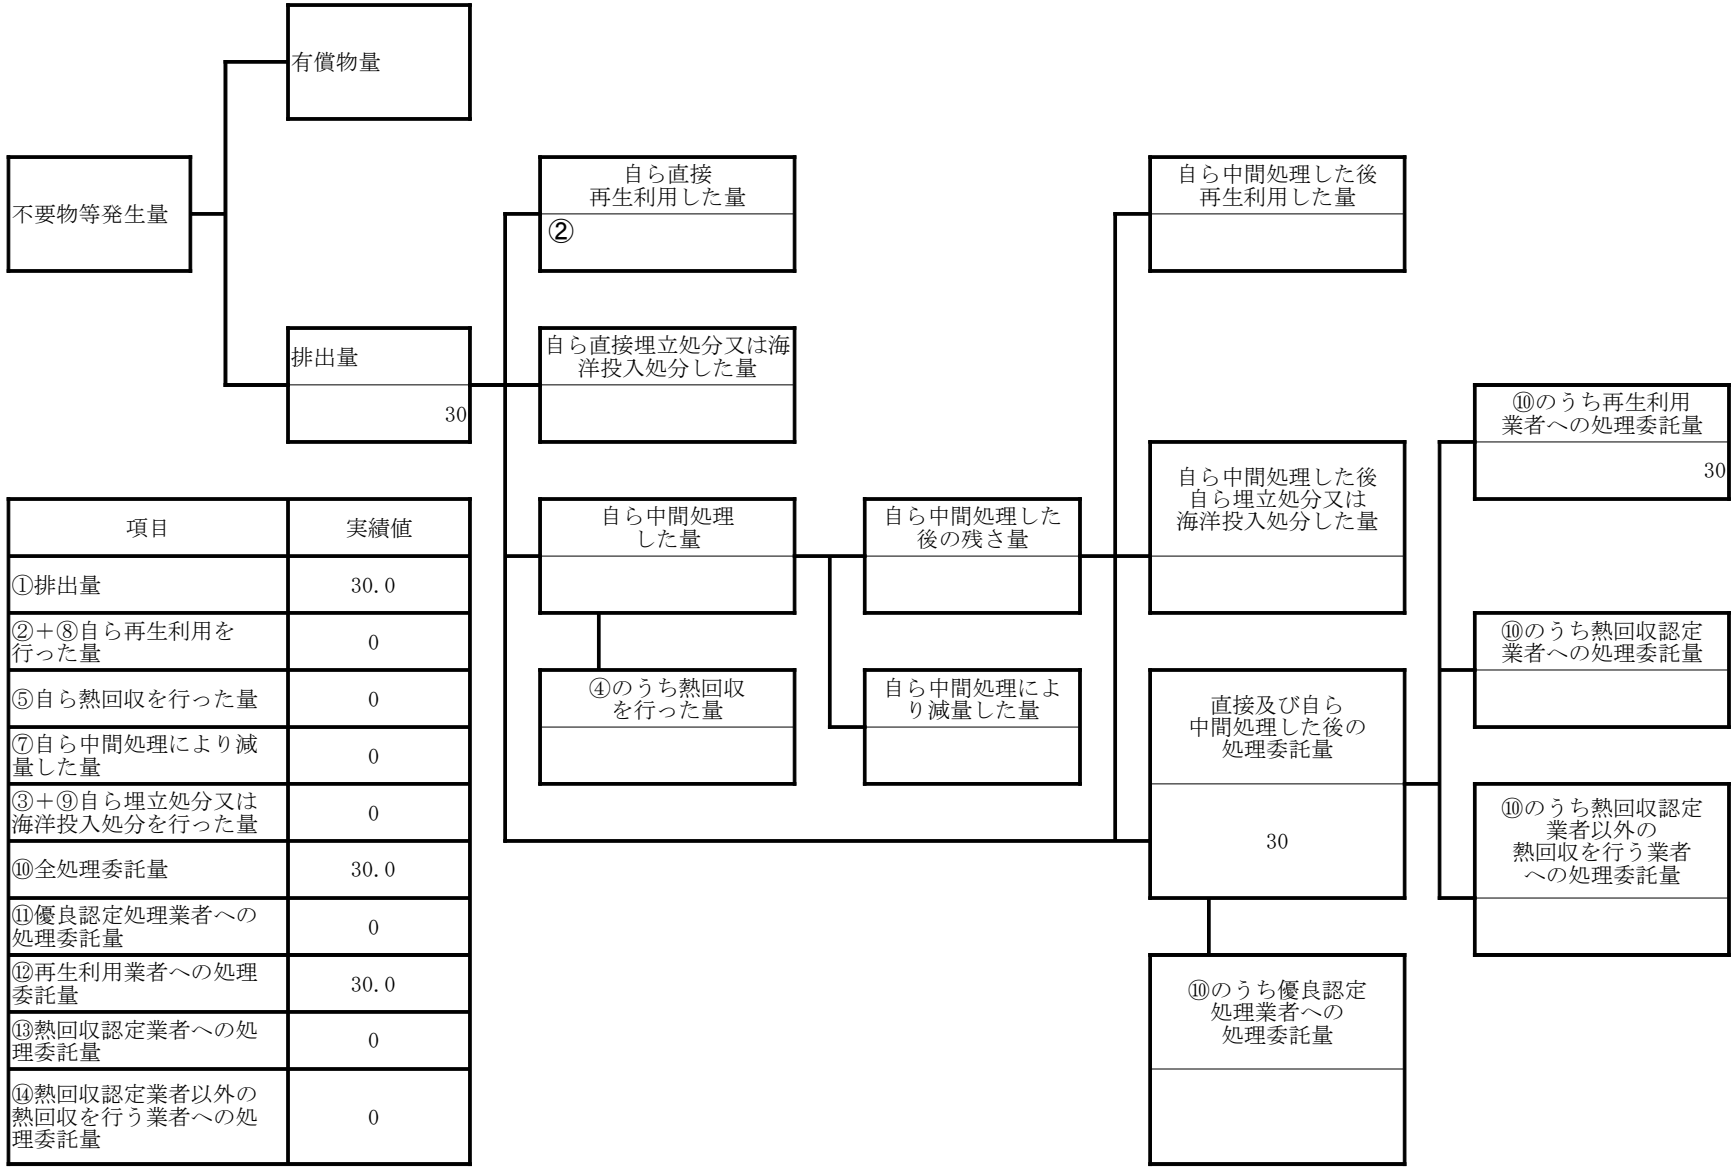 有償物量
不要物等発生量
自ら直接
再生利用した量
②
自ら中間処理した後
再生利用した量
排出量
30
自ら直接埋立処分又は海
洋投入処分した量
⑩のうち再生利用
業者への処理委託量
30
自ら中間処理した後
自ら埋立処分又は
海洋投入処分した量
自ら中間処理
した量
自ら中間処理した
後の残さ量
⑩のうち熱回収認定
業者への処理委託量
④のうち熱回収
を行った量
自ら中間処理によ
り減量した量
直接及び自ら
中間処理した後の
処理委託量
30
⑩のうち熱回収認定
業者以外の
熱回収を行う業者
への処理委託量
⑩のうち優良認定
処理業者への
処理委託量
項目 実績値
①排出量 30.0
②＋⑧自ら再生利用を
行った量 0
⑤自ら熱回収を行った量 0
⑦自ら中間処理により減
量した量 0
③＋⑨自ら埋立処分又は
海洋投入処分を行った量 0
⑩全処理委託量 30.0
⑪優良認定処理業者への
処理委託量 0
⑫再生利用業者への処理
委託量 30.0
⑬熱回収認定業者への処
理委託量 0
⑭熱回収認定業者以外の
熱回収を行う業者への処
理委託量 0